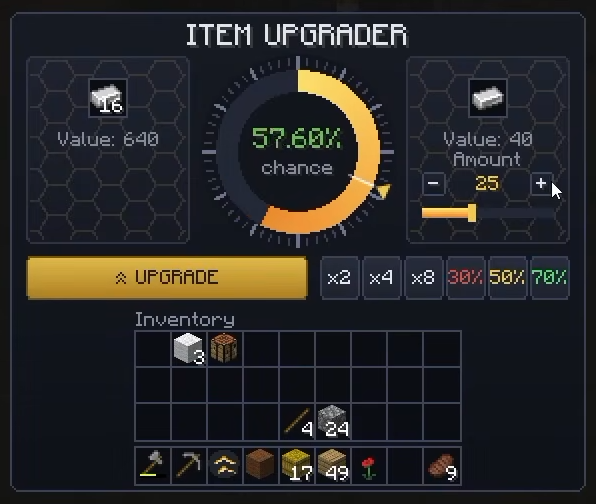 ITEM UPGRADER
16
Value: 640
57.60%
chance
Value: 40
Amount
- 25 +
UPGRADE
x2 x4 x8 30% 50% 70%
Inventory
3
4 24
17 49 9